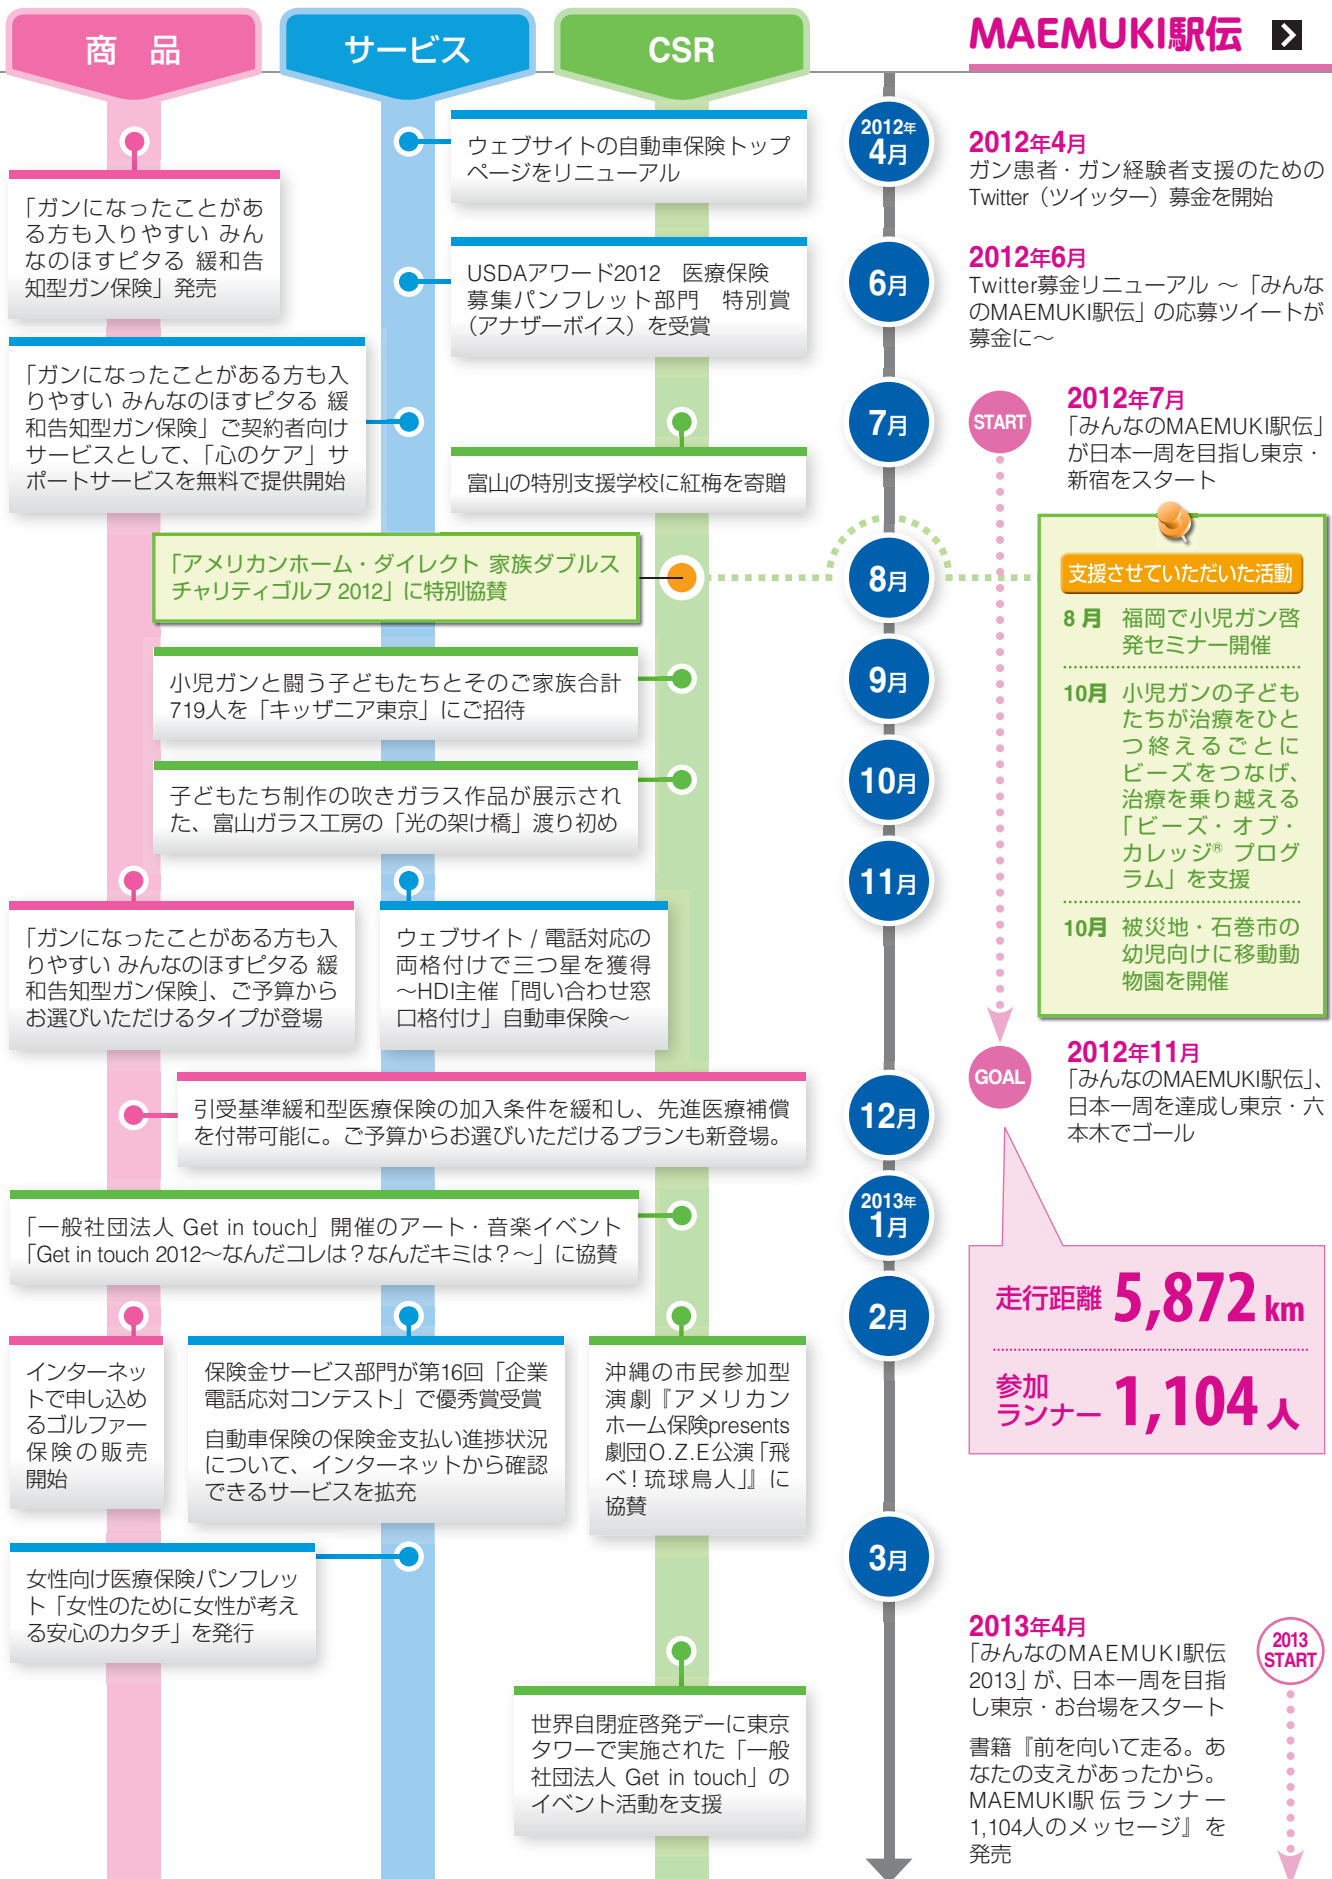 商　品
サービス
CSR
MAEMUKI駅伝
2012年
4月
ウェブサイトの自動車保険トップ
ページをリニューアル
「ガンになったことがあ
る方も入りやすい みん
なのほすピタる 緩和告
知型ガン保険」発売
2012年4月
ガン患者・ガン経験者支援のための
Twitter（ツイッター）募金を開始
6月
USDAアワード2012　医療保険
募集パンフレット部門　特別賞
（アナザーボイス）を受賞
2012年6月
Twitter募金リニューアル ～「みんな
のMAEMUKI駅伝」の応募ツイートが
募金に～
「ガンになったことがある方も入
りやすい みんなのほすピタる 緩
和告知型ガン保険」ご契約者向け
サービスとして、「心のケア」サ
ポートサービスを無料で提供開始
7月
富山の特別支援学校に紅梅を寄贈
START
2012年7月
「みんなのMAEMUKI駅伝」
が日本一周を目指し東京・
新宿をスタート
「アメリカンホーム・ダイレクト 家族ダブルス
チャリティゴルフ 2012」に特別協賛
8月
支援させていただいた活動
8 月　福岡で小児ガン啓
発セミナー開催
10月　小児ガンの子ども
たちが治療をひと
つ終えるごとに
ビーズをつなげ、
治療を乗り越える
「ビーズ・オブ・
カレッジ® プログ
ラム」を支援
10月　被災地・石巻市の
幼児向けに移動動
物園を開催
小児ガンと闘う子どもたちとそのご家族合計
719人を「キッザニア東京」にご招待
9月
子どもたち制作の吹きガラス作品が展示され
た、富山ガラス工房の「光の架け橋」渡り初め
10月
11月
「ガンになったことがある方も入
りやすい みんなのほすピタる 緩
和告知型ガン保険」、ご予算から
お選びいただけるタイプが登場
ウェブサイト / 電話対応の
両格付けで三つ星を獲得
～HDI主催「問い合わせ窓
口格付け」自動車保険～
GOAL
2012年11月
「みんなのMAEMUKI駅伝」、
日本一周を達成し東京・六
本木でゴール
引受基準緩和型医療保険の加入条件を緩和し、先進医療補償
を付帯可能に。ご予算からお選びいただけるプランも新登場。
12月
「一般社団法人 Get in touch」開催のアート・音楽イベント
「Get in touch 2012～なんだコレは？なんだキミは？～」に協賛
2013年
1月
走行距離 5,872 km
参加
ランナー 1,104 人
2月
インターネッ
トで申し込め
るゴルファー
保険の販売
開始
保険金サービス部門が第16回「企業
電話応対コンテスト」で優秀賞受賞
自動車保険の保険金支払い進捗状況
について、インターネットから確認
できるサービスを拡充
沖縄の市民参加型
演劇『アメリカン
ホーム保険presents
劇団O.Z.E公演「飛
べ！琉球鳥人」』に
協賛
3月
女性向け医療保険パンフレッ
ト「女性のために女性が考え
る安心のカタチ」を発行
世界自閉症啓発デーに東京
タワーで実施された「一般
社団法人 Get in touch」の
イベント活動を支援
2013年4月
「みんなのMAEMUKI駅伝
2013」が、日本一周を目指
し東京・お台場をスタート
書籍『前を向いて走る。あ
なたの支えがあったから。
MAEMUKI駅伝ランナー
1,104人のメッセージ』を
発売
2013
START